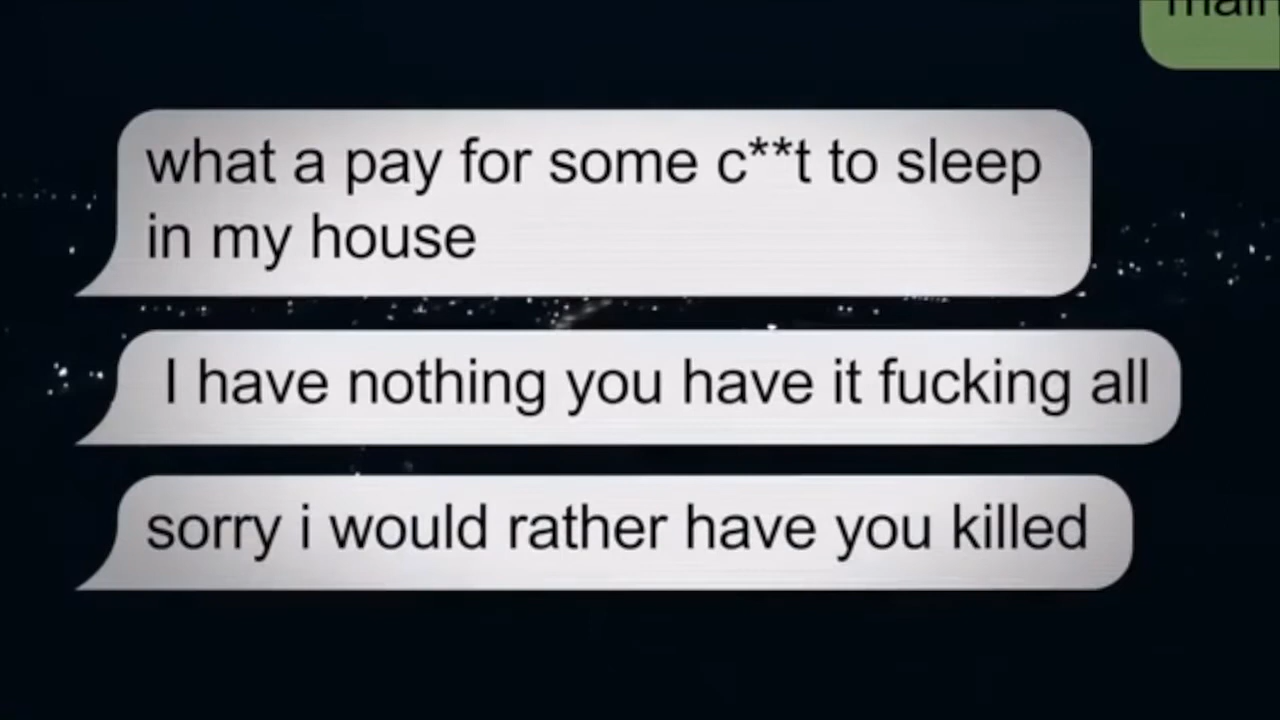 what a pay for some c**t to sleep
in my house
I have nothing you have it fucking all
sorry i would rather have you killed